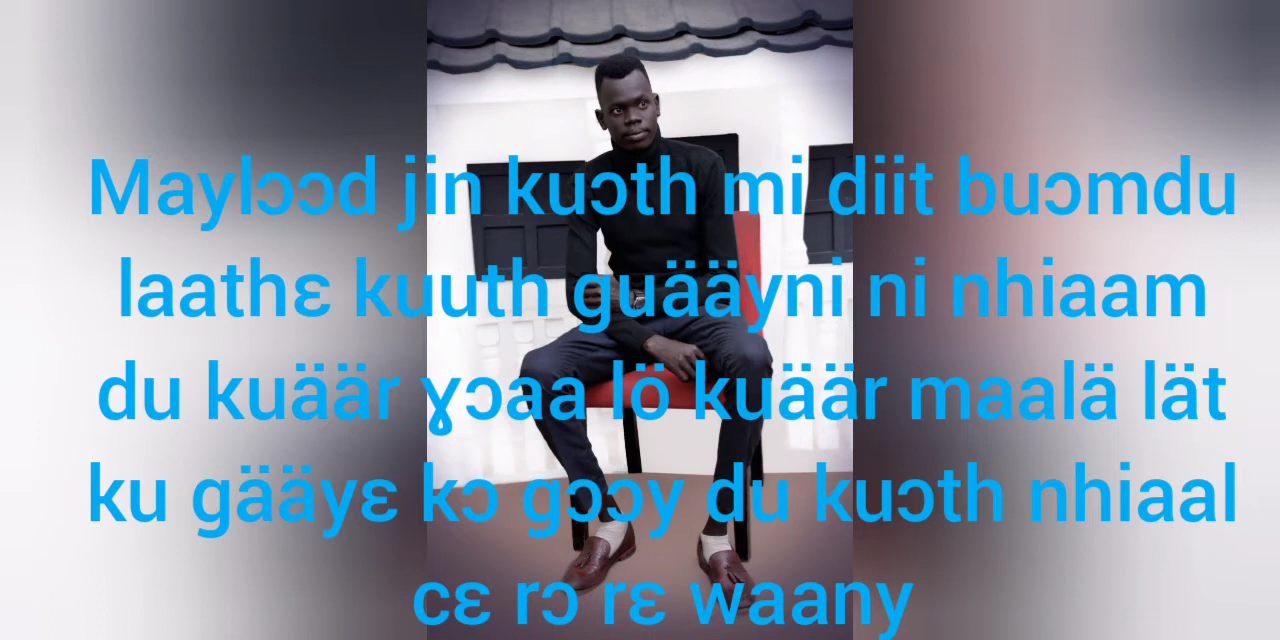 Maylɔɔd jin kuɔth mi diit buɔmdu
laathɛ kuuth guääyni ni nhiaam
du kuäär ɣɔaa lö kuäär maalä lät
ku gääyɛ kɔ gɔɔy du kuɔth nhiaal
cɛ rɔ rɛ waany